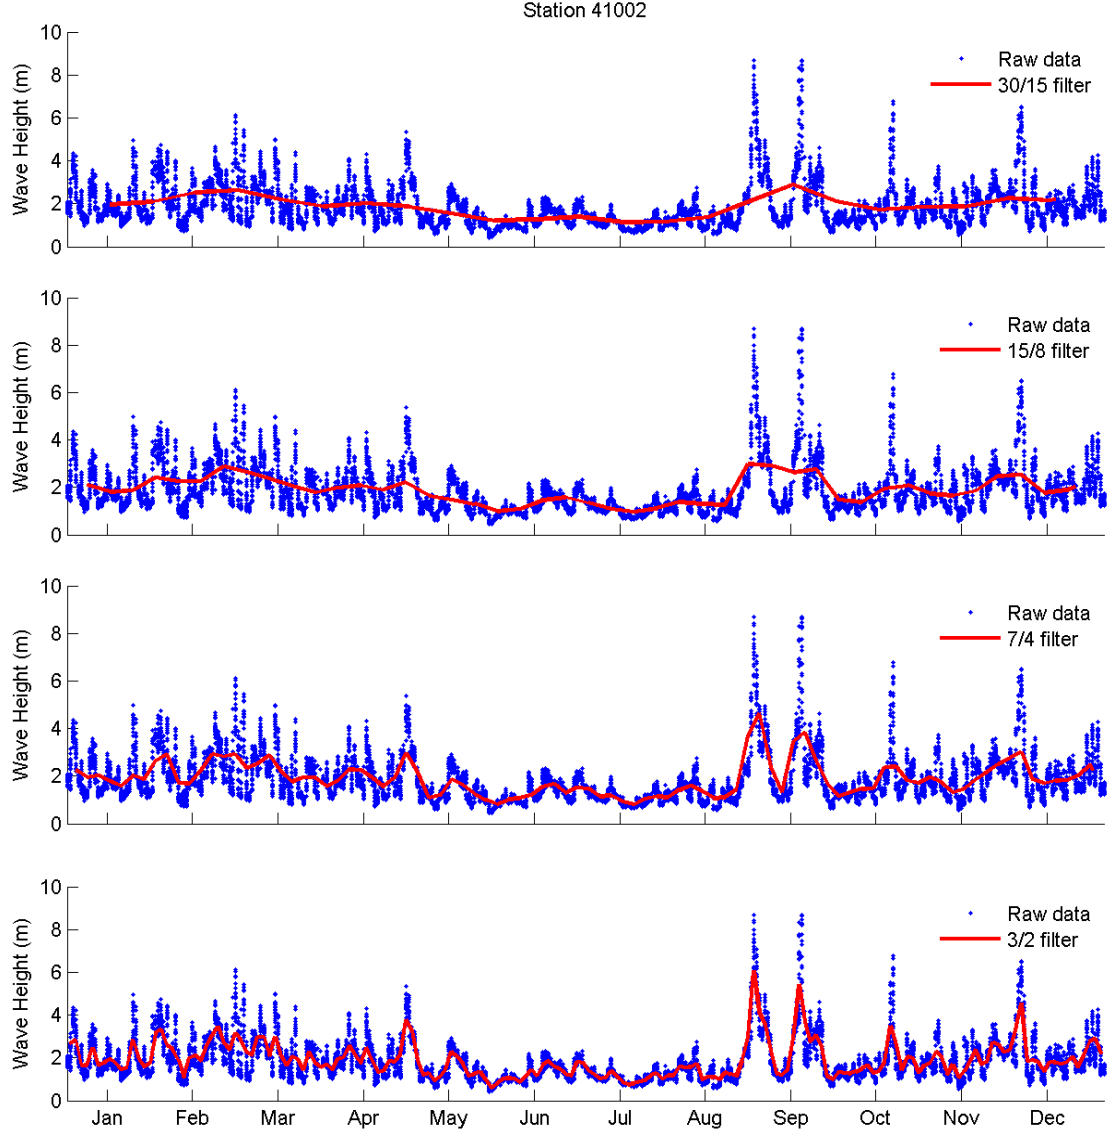 Station 41002
10
8
6
4
2
0
Wave Height (m)
Raw data
30/15 filter
10
8
6
4
2
0
Wave Height (m)
Raw data
15/8 filter
10
8
6
4
2
0
Wave Height (m)
Raw data
7/4 filter
10
8
6
4
2
0
Wave Height (m)
Raw data
3/2 filter
Jan Feb Mar Apr May Jun Jul Aug Sep Oct Nov Dec